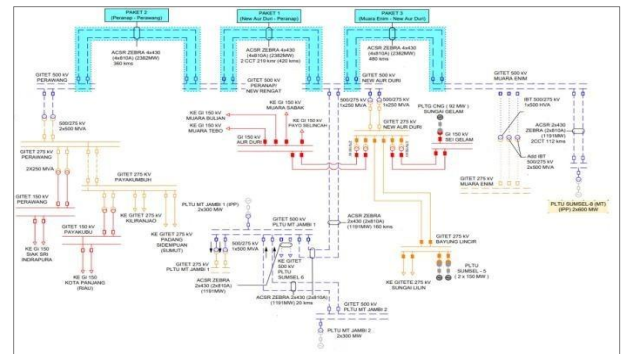 PAKET 2
(Peranap - Perawang)
PAKET 1
(New Aur Duri - Peranap)
PAKET 3
(Muara Enim - New Aur Duri)
ACSR ZEBRA 4x430
(4x810A) (2382MW)
360 kms
ACSR ZEBRA 4x430
(4x810A) (2382MW)
2 CCT 210 kms (420 kms)
ACSR ZEBRA 4x430
(4x810A) (2382MW)
480 kms
GITET 500 kV
PERAWANG
GITET 500 kV
PERANAP/
NEW RENGAT
GITET 500 kV
NEW AUR DURI
GITET 500 kV
MUARA ENIM
500/275 kV
2x500 MVA
500/275 kV
1x250 MVA
500/275 kV
1x250 MVA
KE GI 150 kV
MUARA SABAK
KE GI 150 kV
MUARA BULIAN
KE GI 150 kV
MUARA TEBO
KE GI 150 kV
PAYO SELINCAH
GI 150 kV
AUR DURI
GITET 275 kV
NEW AUR DURI
PLTG CNG ( 92 MW )
SUNGAI GELAM
GI 150 kV
SEI GELAM
IBT 500/275 kV
1x500 MVA
ACSR 2x430
ZEBRA (2x810A)
(1191MW)
2CCT 112 kms
Add IBT
500/275 kV
2x500 MVA
GITET 275 kV
PERAWANG
2X250 MVA
GITET 275 KV
PAYAKUMBUH
GITET 275 kV
MUARA ENIM
GITET 150 kV
PERAWANG
GITET 150 kV
PAYAKUBU
KE GITET 275 kV
KILIRANJAO
KE GITET 275 kV
PADANG
SIDEMPUAN
(SUMUT)
PLTU MT JAMBI 1 (IPP)
2x300 MW
GITET 500 kV
PLTU MT JAMBI 1
500/275 kV
1x500 MVA
ACSR ZEBRA
2x430 (2x810A)
(1191MW) 160 kms
PLTU SUMSEL-8 (MT)
(IPP) 2x600 MW
KE GI 150
SIAK SRI
INDRAPURA
KE GI 150
KOTA PANJANG
(RIAU)
GITET 275 kV
PLTU MT JAMBI 1
KE GITET
500 kV
PLTU
SUMSEL 6
ACSR ZEBRA
2x430 (2x810A)
(1191MW)
ACSR ZEBRA 2x430 (2x810A)
(1191MW) 20 kms
GITET 275 kV
BAYUNG LINCIR
PLTU
SUMSEL - 5
( 2 x 150 MW )
KE GITETE 275 kV
SUNGAI LILIN
GITET 500 kV
PLTU MT JAMBI 2
PLTU MT JAMBI 2
2x300 MW